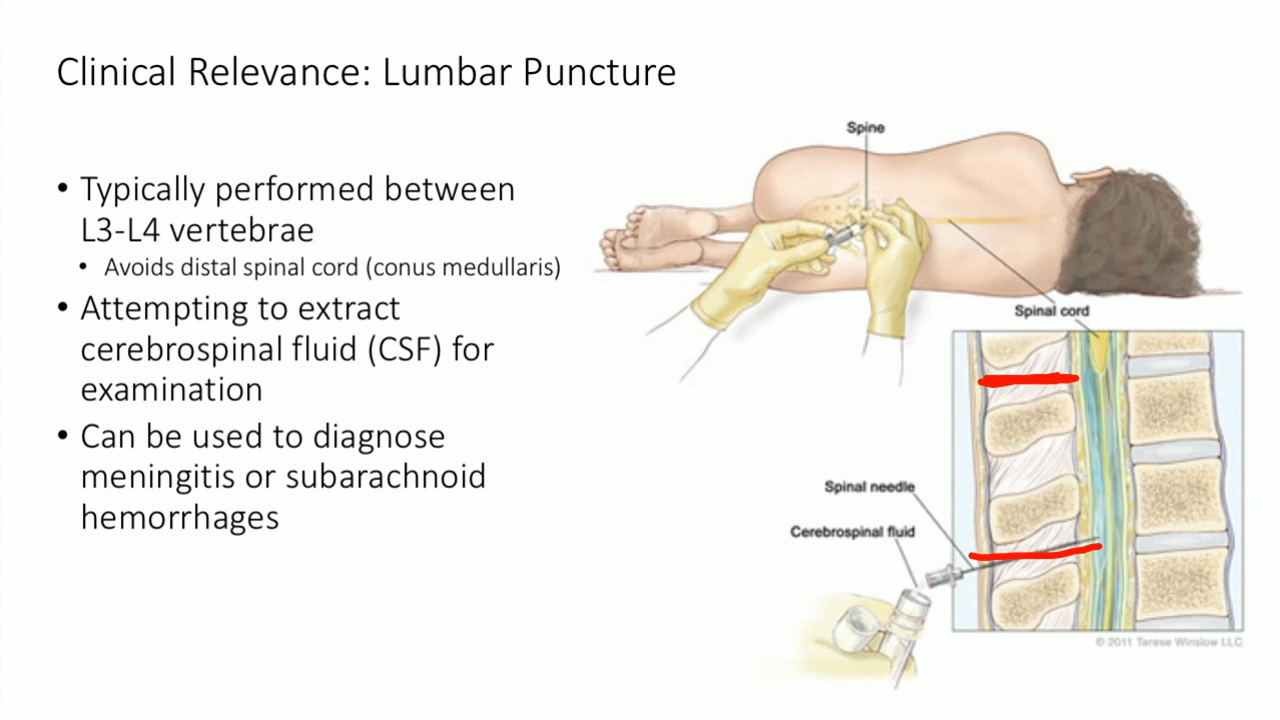 Clinical Relevance: Lumbar Puncture
• Typically performed between
L3-L4 vertebrae
• Avoids distal spinal cord (conus medullaris)
• Attempting to extract
cerebrospinal fluid (CSF) for
examination
• Can be used to diagnose
meningitis or subarachnoid
hemorrhages
Spine
Spinal cord
Spinal needle
Cerebrospinal fluid
© 2011 Terese Winslow LLC